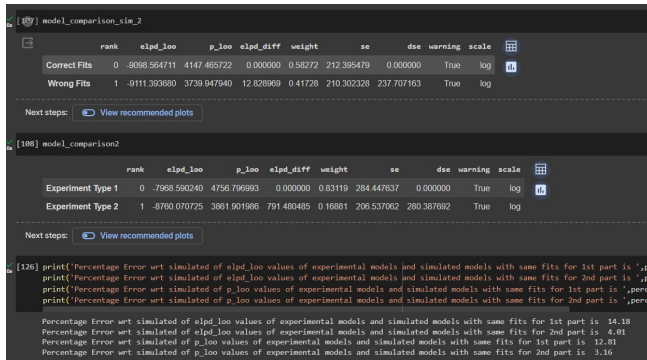 [107] model_comparison_sim_2
rank elpd_loo p_loo elpd_diff weight se dse warning scale
Correct Fits 0 -9098.564711 4147.465722 0.000000 0.58272 212.395479 0.000000 True log
Wrong Fits 1 -9111.393680 3739.947940 12.828969 0.41728 210.302328 237.707163 True log
Next steps: View recommended plots
[108] model_comparison2
rank elpd_loo p_loo elpd_diff weight se dse warning scale
Experiment Type 1 0 -7968.590240 4756.796993 0.000000 0.83119 284.447637 0.000000 True log
Experiment Type 2 1 -8760.070725 3861.901986 791.480485 0.16881 206.537062 280.387692 True log
Next steps: View recommended plots
[126] print('Percentage Error wrt simulated of elpd_loo values of experimental models and simulated models with same fits for 1st part is ',p
print('Percentage Error wrt simulated of elpd_loo values of experimental models and simulated models with same fits for 2nd part is ',p
print('Percentage Error wrt simulated of p_loo values of experimental models and simulated models with same fits for 1st part is ',perc
print('Percentage Error wrt simulated of p_loo values of experimental models and simulated models with same fits for 2nd part is ',perc
Percentage Error wrt simulated of elpd_loo values of experimental models and simulated models with same fits for 1st part is 14.18
Percentage Error wrt simulated of elpd_loo values of experimental models and simulated models with same fits for 2nd part is 4.01
Percentage Error wrt simulated of p_loo values of experimental models and simulated models with same fits for 1st part is 12.81
Percentage Error wrt simulated of p_loo values of experimental models and simulated models with same fits for 2nd part is 3.16